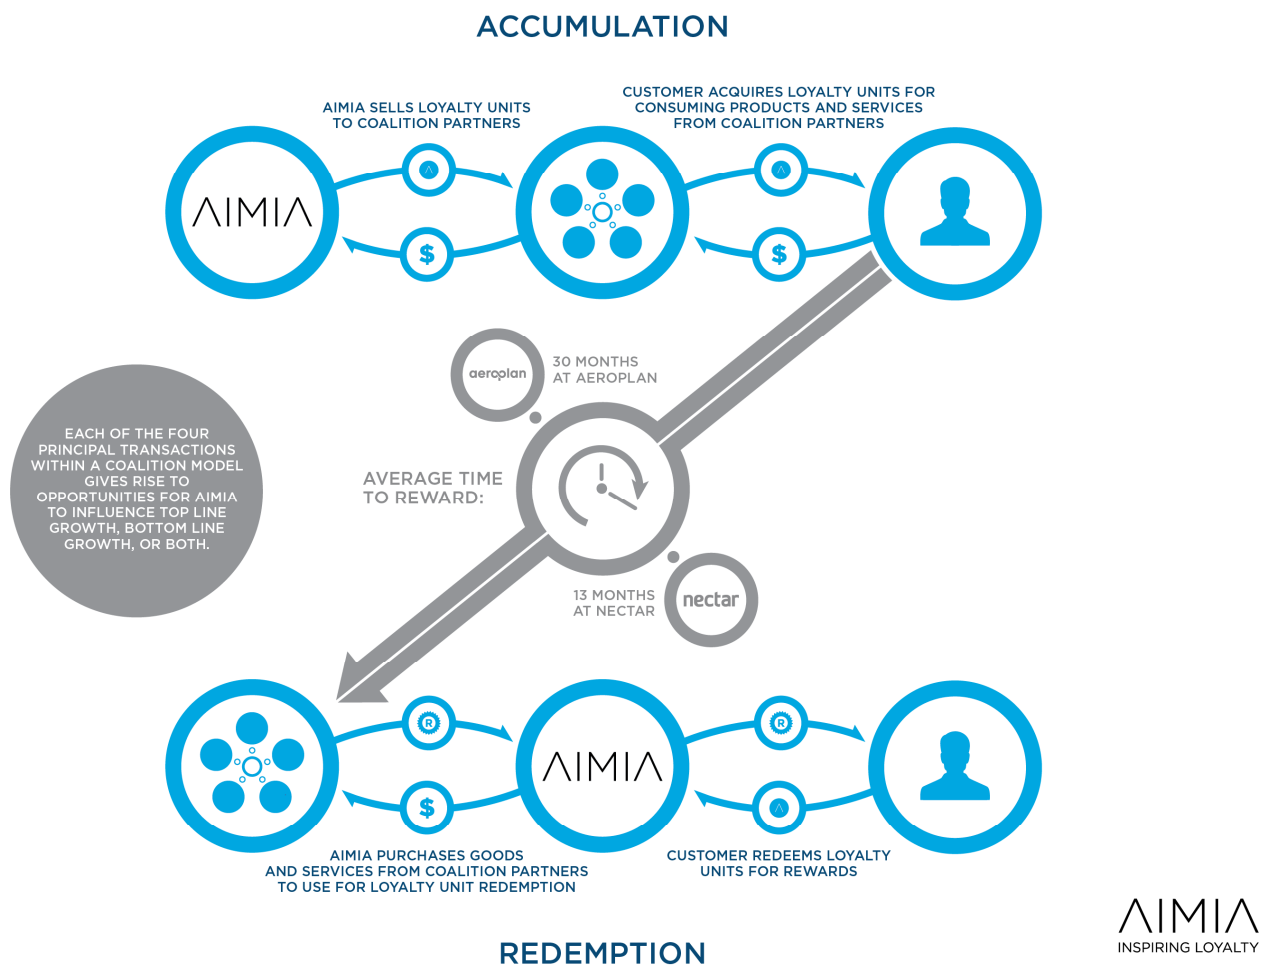 ACCUMULATION
AIMIA SELLS LOYALTY UNITS
TO COALITION PARTNERS
CUSTOMER ACQUIRES LOYALTY UNITS FOR
CONSUMING PRODUCTS AND SERVICES
FROM COALITION PARTNERS
AIMIA
$
$
aeroplan
30 MONTHS
AT AEROPLAN
EACH OF THE FOUR
PRINCIPAL TRANSACTIONS
WITHIN A COALITION MODEL
GIVES RISE TO
OPPORTUNITIES FOR AIMIA
TO INFLUENCE TOP LINE
GROWTH, BOTTOM LINE
GROWTH, OR BOTH.
AVERAGE TIME
TO REWARD:
13 MONTHS
AT NECTAR
nectar
R
R
AIMIA
$
AIMIA PURCHASES GOODS
AND SERVICES FROM COALITION PARTNERS
TO USE FOR LOYALTY UNIT REDEMPTION
CUSTOMER REDEEMS LOYALTY
UNITS FOR REWARDS
REDEMPTION
AIMIA
INSPIRING LOYALTY